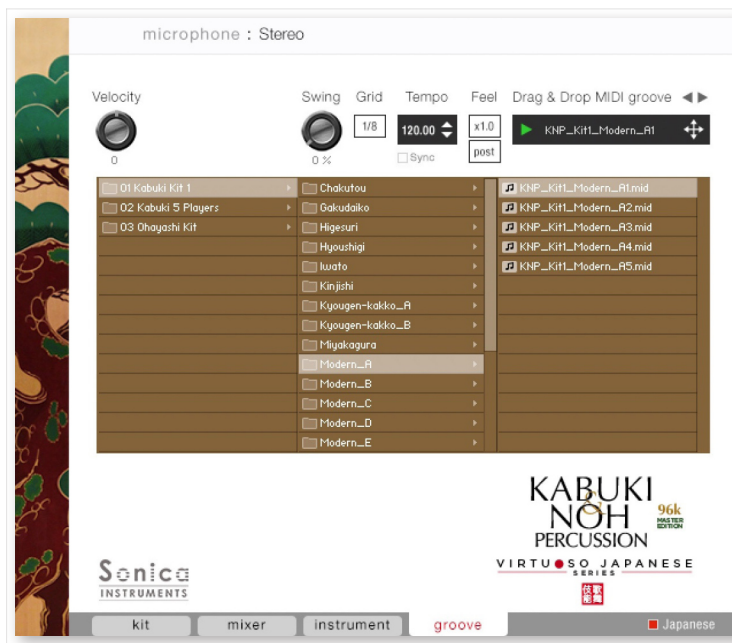 microphone : Stereo
Velocity
Swing
Grid
Tempo
Feel
Drag & Drop MIDI groove
0
0 %
1/8
120.00
Sync
x1.0
post
KNP_Kit1_Modern_A1
01 Kabuki Kit 1
02 Kabuki 5 Players
03 Ohayashi Kit
Chakutou
Gakudaiko
Higesuri
Hyoushigi
Iwato
Kinjishi
Kyougen-kakko_A
Kyougen-kakko_B
Miyakagura
Modern_A
Modern_B
Modern_C
Modern_D
Modern_E
KNP_Kit1_Modern_A1.mid
KNP_Kit1_Modern_A2.mid
KNP_Kit1_Modern_A3.mid
KNP_Kit1_Modern_A4.mid
KNP_Kit1_Modern_A5.mid
KABUKI
&
NOH
PERCUSSION
96k
MASTER
EDITION
VIRTUOSO JAPANESE
SERIES
Sonica
INSTRUMENTS
kit
mixer
instrument
groove
Japanese